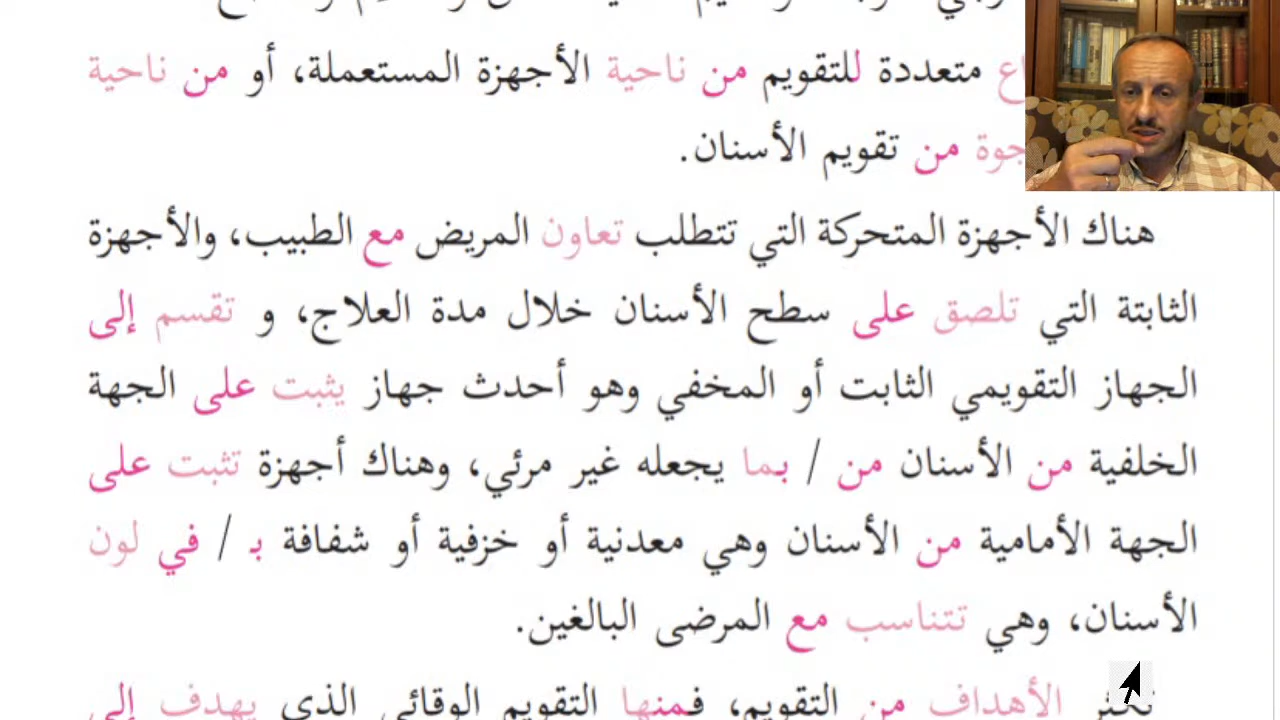 متعددة للتقويم من ناحية الأجهزة المستعملة، أو من ناحية
من تقويم الأسنان.
هناك الأجهزة المتحركة التي تتطلب تعاون المريض مع الطبيب، والأجهزة
الثابتة التي تلصق على سطح الأسنان خلال مدة العلاج، و تقسم إلى
الجهاز التقويمي الثابت أو المخفي وهو أحدث جهاز يثبت على الجهة
الخلفية من الأسنان من / بما يجعله غير مرئي، وهناك أجهزة تثبت على
الجهة الأمامية من الأسنان وهي معدنية أو خزفية أو شفافة بـ / في لون
الأسنان، وهي تتناسب مع المرضى البالغين.
الأهداف من التقويم، فمنها التقويم الوقائي الذي يهدف إلى